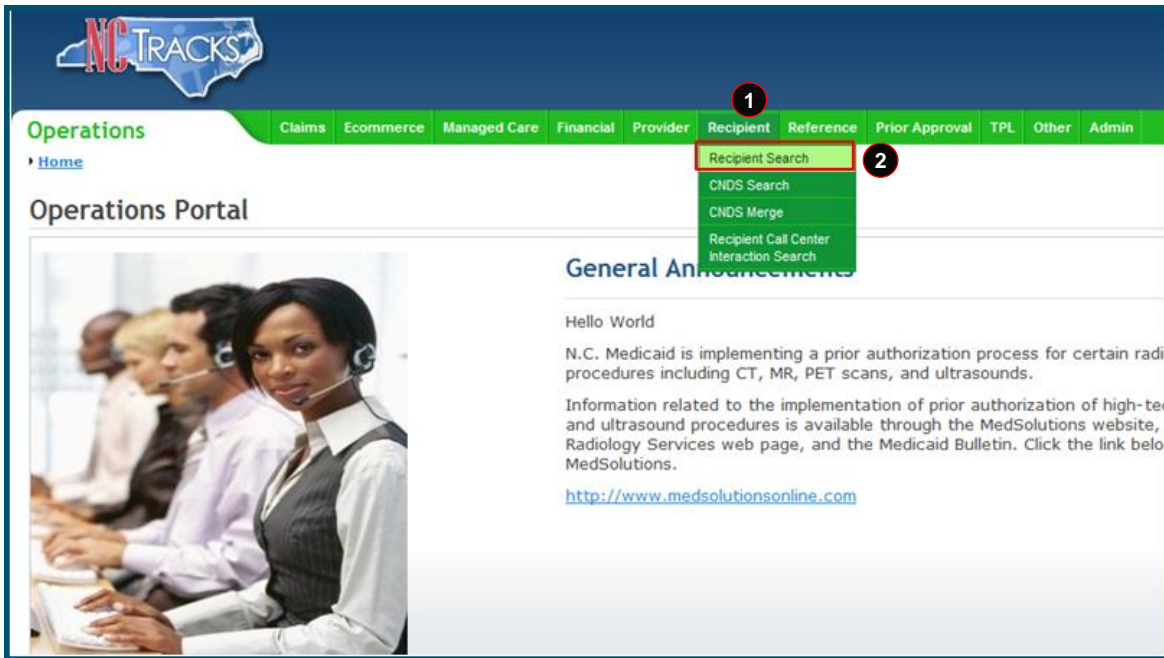 NCTRACKS
1
Operations Claims Ecommerce Managed Care Financial Provider Recipient Reference Prior Approval TPL Other Admin
Home
Recipient Search 2
CNDS Search
CNDS Merge
Recipient Call Center
Interaction Search
Operations Portal
General Announcements
Hello World
N.C. Medicaid is implementing a prior authorization process for certain radi
procedures including CT, MR, PET scans, and ultrasounds.
Information related to the implementation of prior authorization of high-tec
and ultrasound procedures is available through the MedSolutions website,
Radiology Services web page, and the Medicaid Bulletin. Click the link belo
MedSolutions.
http://www.medsolutionsonline.com